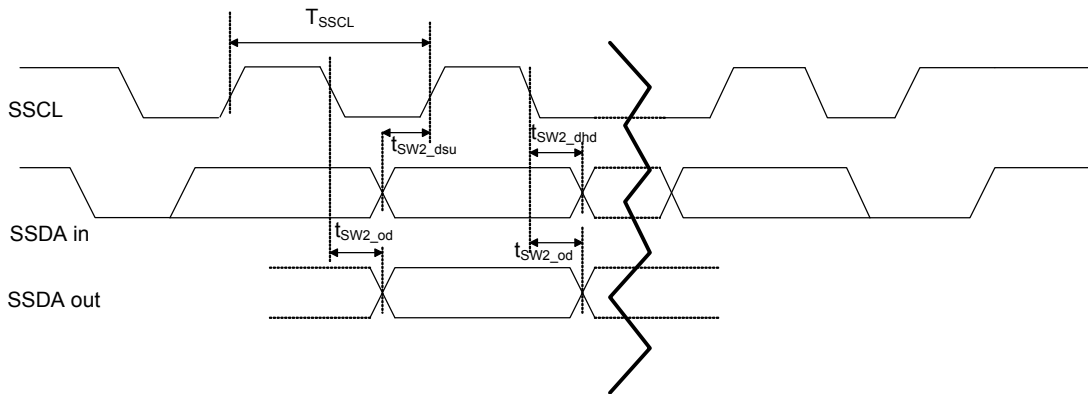 TSSCL
SSCL
tSW2_dsu
tSW2_dhd
SSDA in
tSW2_od
tSW2_od
SSDA out